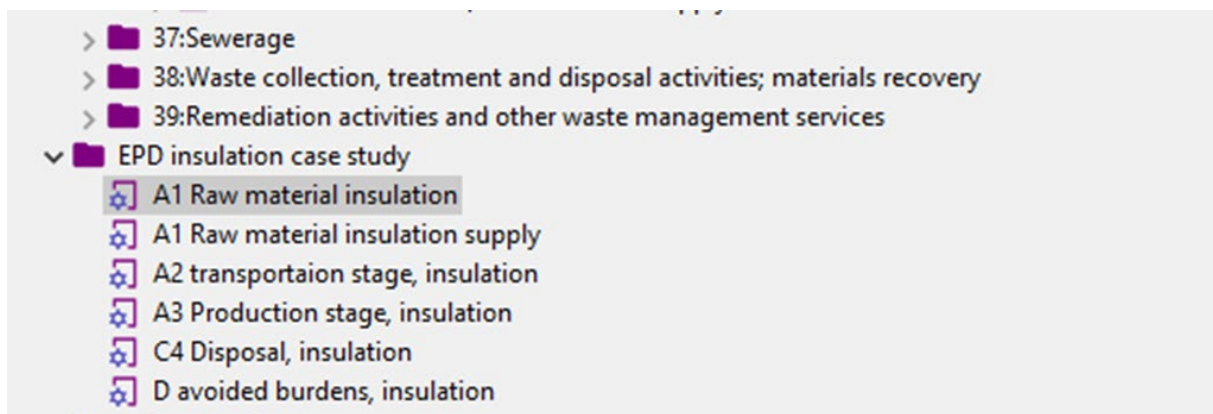 37:Sewerage
38:Waste collection, treatment and disposal activities; materials recovery
39:Remediation activities and other waste management services
EPD insulation case study
A1 Raw material insulation
A1 Raw material insulation supply
A2 transportaion stage, insulation
A3 Production stage, insulation
C4 Disposal, insulation
D avoided burdens, insulation